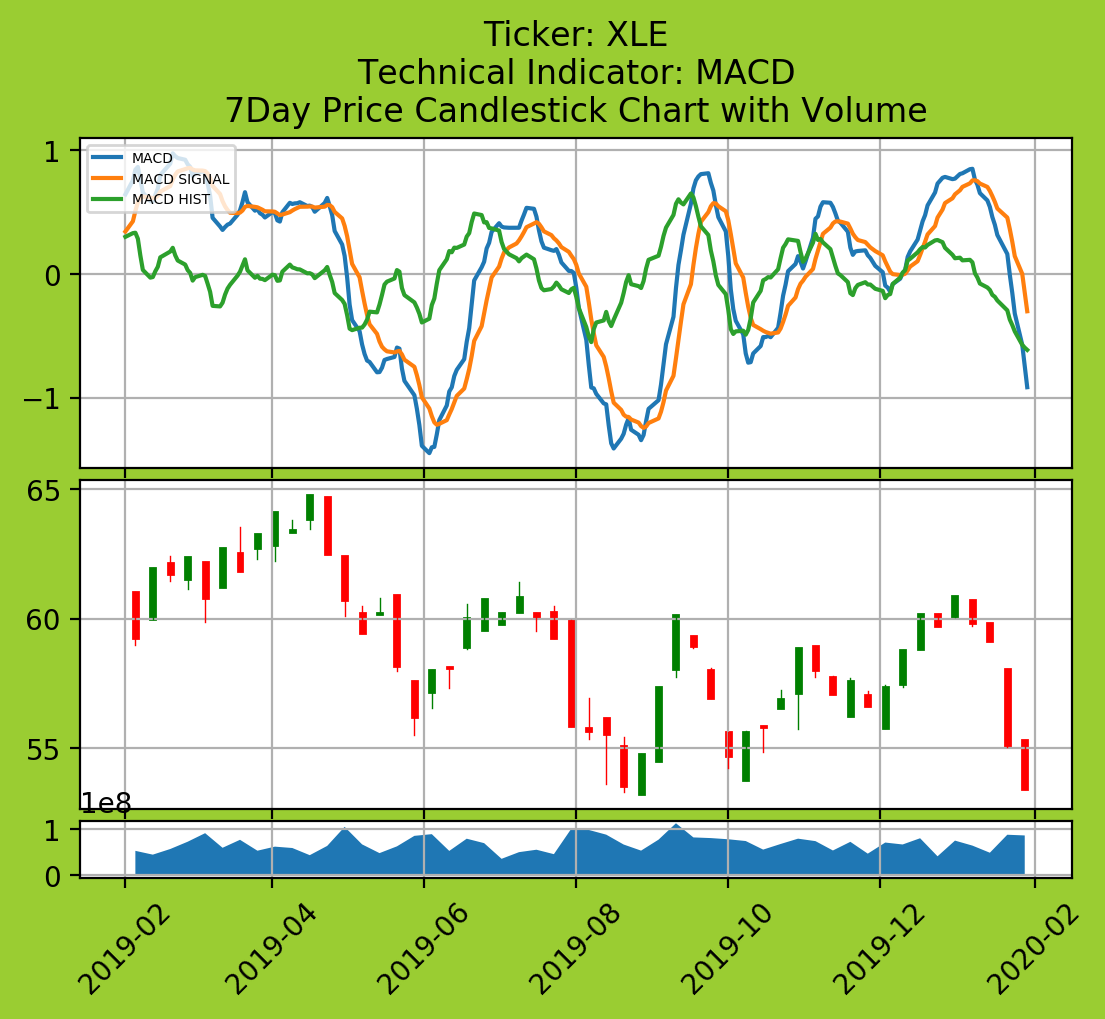 Ticker: XLE
Technical Indicator: MACD
7Day Price Candlestick Chart with Volume
MACD
MACD SIGNAL
MACD HIST
1
0
−1
65
60
55
1e8
1
0
2019-02
2019-04
2019-06
2019-08
2019-10
2019-12
2020-02